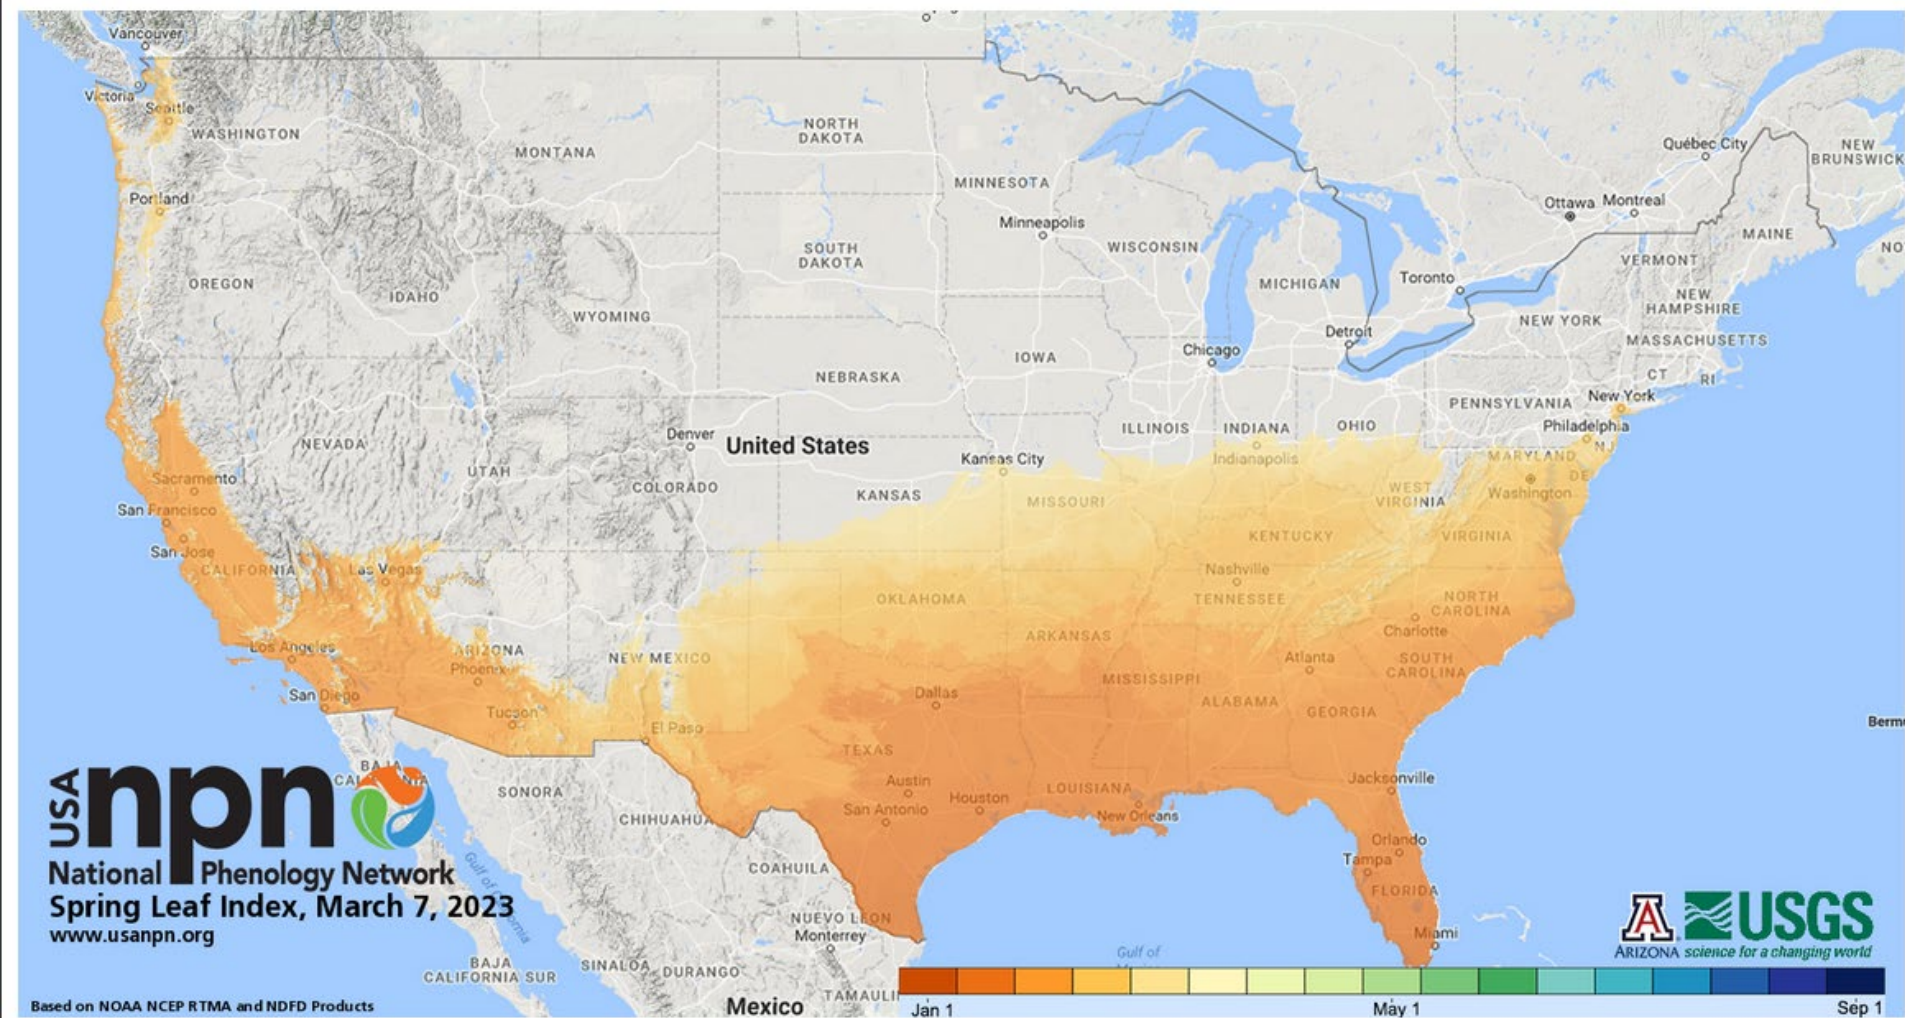 Vancouver
Victoria
Seattle
WASHINGTON
MONTANA
NORTH
DAKOTA
MINNESOTA
Minneapolis
Québec City
NEW
BRUNSWICK
Ottawa
Montreal
MAINE
Portland
OREGON
IDAHO
WYOMING
SOUTH
DAKOTA
WISCONSIN
MICHIGAN
Toronto
VERMONT
NEW
HAMPSHIRE
NEW YORK
MASSACHUSETTS
Detroit
Chicago
IOWA
NEBRASKA
CT
RI
New York
PENNSYLVANIA
Philadelphia
NJ
ILLINOIS
INDIANA
OHIO
Indianapolis
MARYLAND
DE
Washington
NEVADA
UTAH
Denver
United States
COLORADO
KANSAS
Kansas City
MISSOURI
WEST
VIRGINIA
VIRGINIA
KENTUCKY
Sacramento
San Francisco
San Jose
CALIFORNIA
Las Vegas
Nashville
TENNESSEE
NORTH
CAROLINA
Charlotte
OKLAHOMA
ARKANSAS
Los Angeles
ARIZONA
Phoenix
NEW MEXICO
San Diego
Tucson
El Paso
Dallas
MISSISSIPPI
ALABAMA
Atlanta
SOUTH
CAROLINA
GEORGIA
TEXAS
Austin
San Antonio
Houston
LOUISIANA
New Orleans
Jacksonville
Orlando
Tampa
FLORIDA
Miami
BAJA
CALIFORNIA
SONORA
CHIHUAHUA
COAHUILA
NUEVO LEON
Monterrey
Gulf of California
BAJA
CALIFORNIA SUR
SINALOA
DURANGO
Mexico
Gulf of
USA npn
National Phenology Network
Spring Leaf Index, March 7, 2023
www.usanpn.org
Based on NOAA NCEP RTMA and NDFD Products
A
ARIZONA
USGS
science for a changing world
Jan 1
May 1
Sep 1